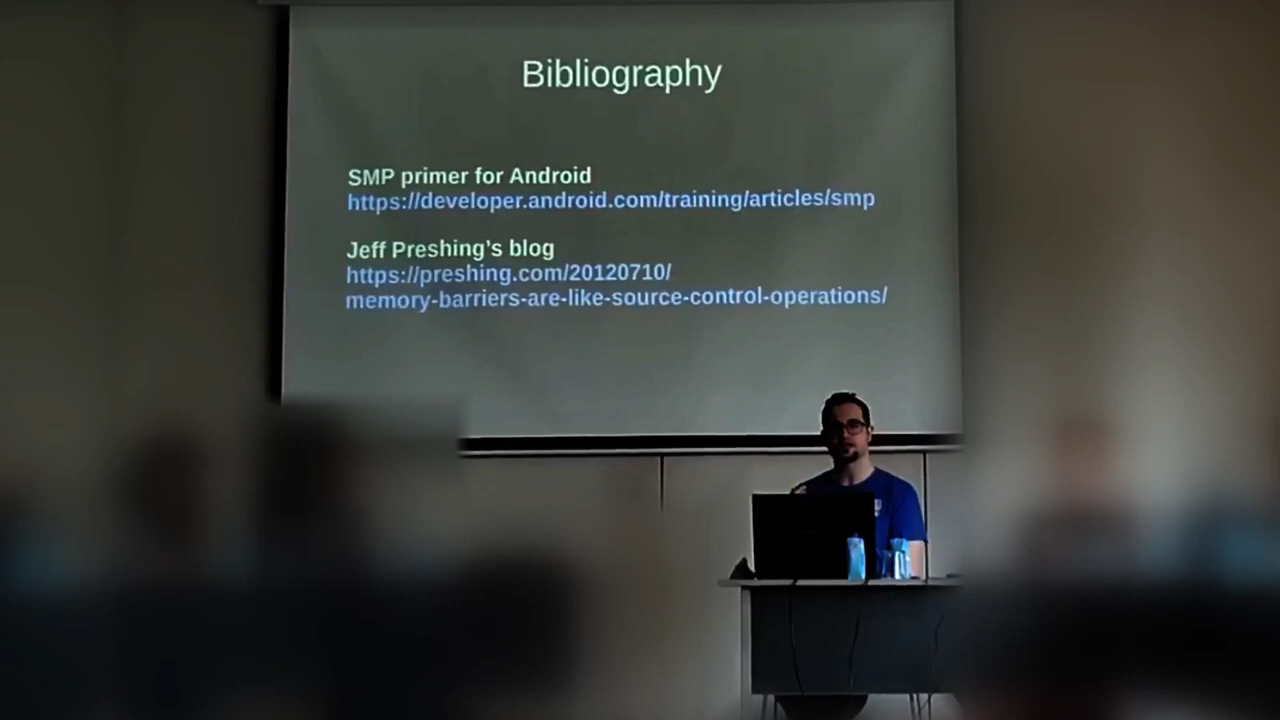 Bibliography
SMP primer for Android
https://developer.android.com/training/articles/smp
Jeff Preshing's blog
https://preshing.com/20120710/
memory-barriers-are-like-source-control-operations/